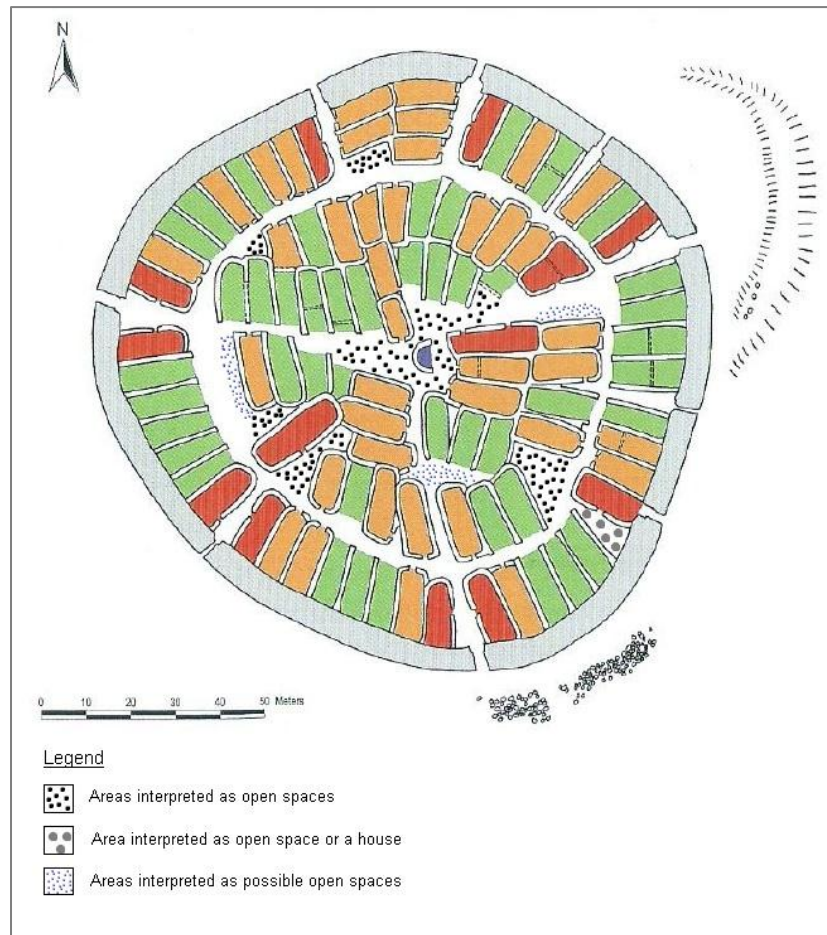 N
0 10 20 30 40 50 Meters
Legend
Areas interpreted as open spaces
Area interpreted as open space or a house
Areas interpreted as possible open spaces